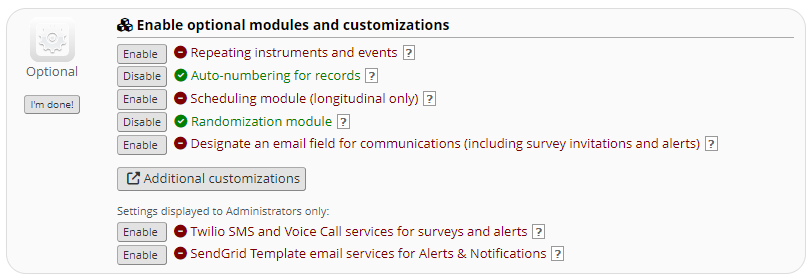 Enable optional modules and customizations
Optional
I'm done!
Enable Repeating instruments and events ?
Disable Auto-numbering for records ?
Enable Scheduling module (longitudinal only) ?
Disable Randomization module ?
Enable Designate an email field for communications (including survey invitations and alerts) ?
Additional customizations
Settings displayed to Administrators only:
Enable Twilio SMS and Voice Call services for surveys and alerts ?
Enable SendGrid Template email services for Alerts & Notifications ?